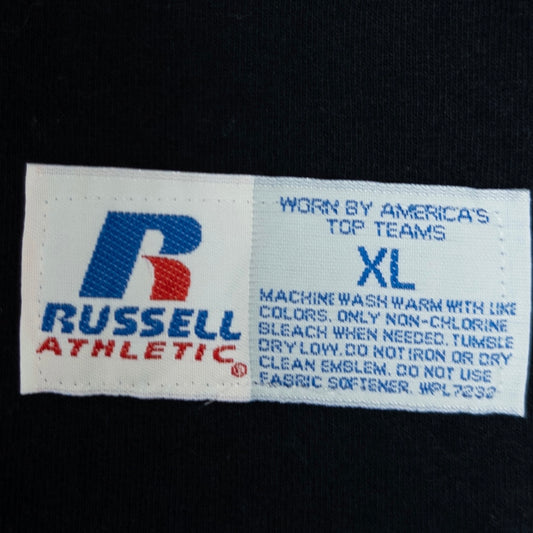 RUSSELL
ATHLETIC®
WORN BY AMERICA'S
TOP TEAMS
XL
MACHINE WASH WARM WITH LIKE
COLORS. ONLY NON-CHLORINE
BLEACH WHEN NEEDED. TUMBLE
DRY LOW. DO NOT IRON OR DRY
CLEAN EMBLEM. DO NOT USE
FABRIC SOFTENER. WPL7232